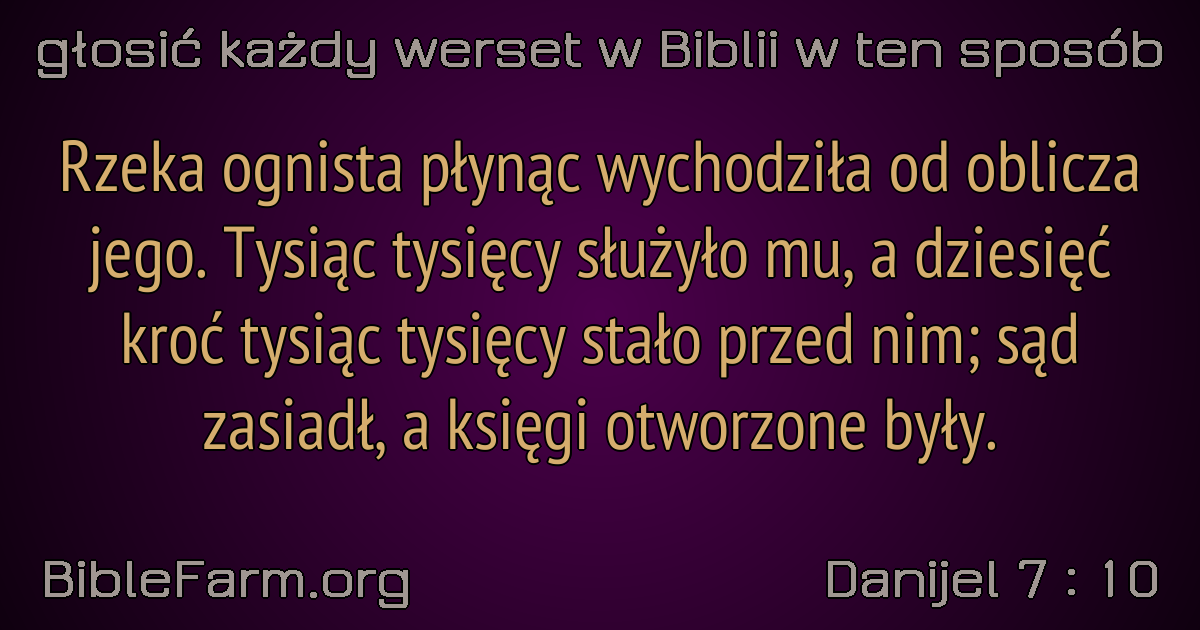 głosić każdy werset w Biblii w ten sposób
Rzeka ognista płynąc wychodziła od oblicza
jego. Tysiąc tysięcy służyło mu, a dziesięć
kroć tysiąc tysięcy stało przed nim; sąd
zasiadł, a księgi otworzone były.
BibleFarm.org
Danijel 7 : 10